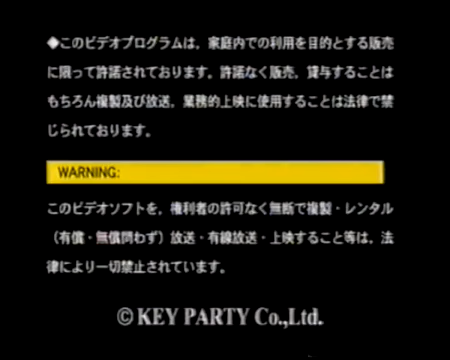 ◆このビデオプログラムは、家庭内での利用を目的とする販売
に限って許諾されております。許諾なく販売、貸与することは
もちろん複製及び放送、業務的上映に使用することは法律で禁
じられております。
WARNING:
このビデオソフトを、権利者の許可なく無断で複製・レンタル
（有償・無償問わず）放送・有線放送・上映すること等は、法
律により一切禁止されています。
© KEY PARTY Co.,Ltd.